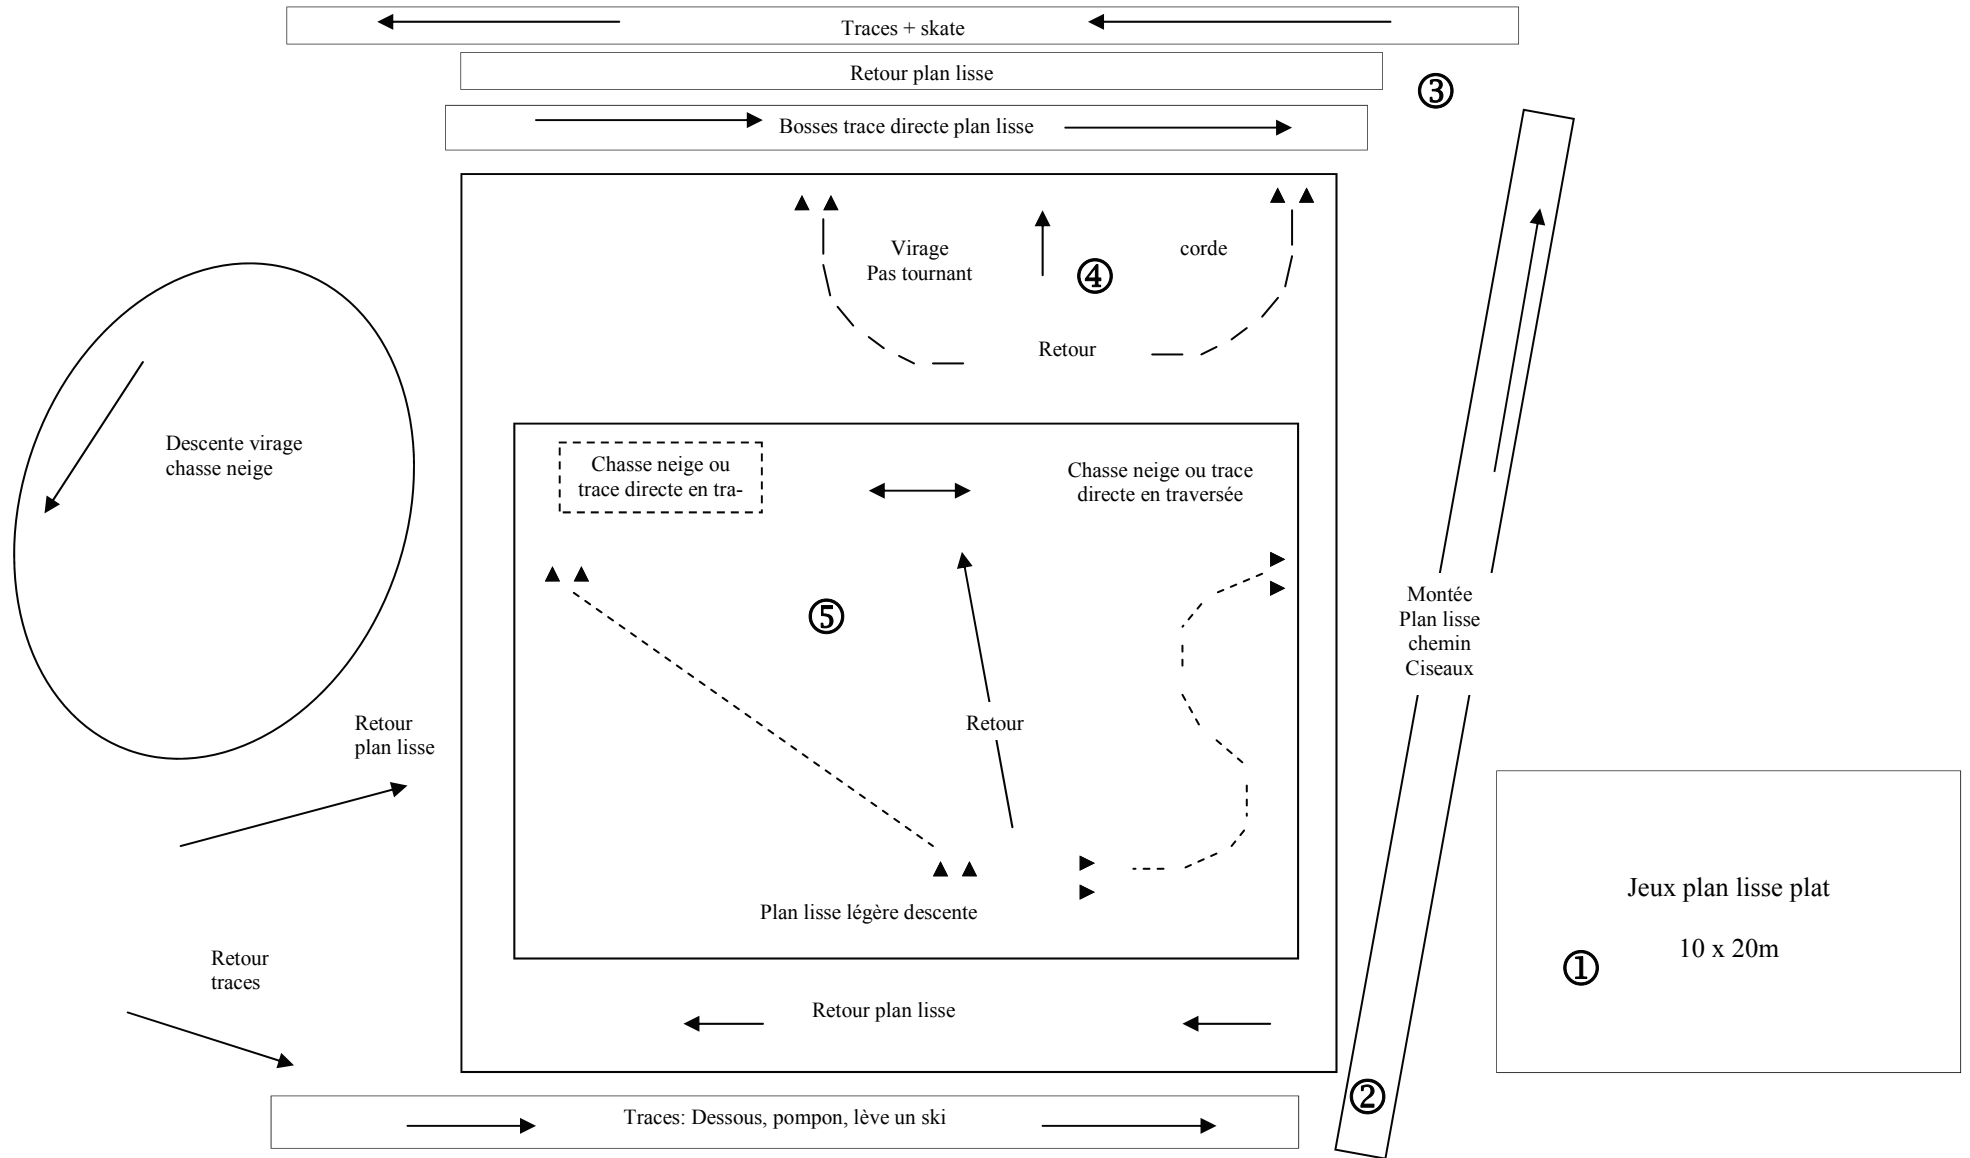 Traces + skate
Retour plan lisse
③
Bosses trace directe plan lisse
Virage
Pas tournant
corde
④
Retour
Descente virage
chasse neige
Chasse neige ou
trace directe en tra-
Chasse neige ou trace
directe en traversée
⑤
Montée
Plan lisse
chemin
Ciseaux
Retour
plan lisse
Retour
Jeux plan lisse plat
10 x 20m
①
Plan lisse légère descente
Retour
traces
Retour plan lisse
②
Traces: Dessous, pompon, lève un ski